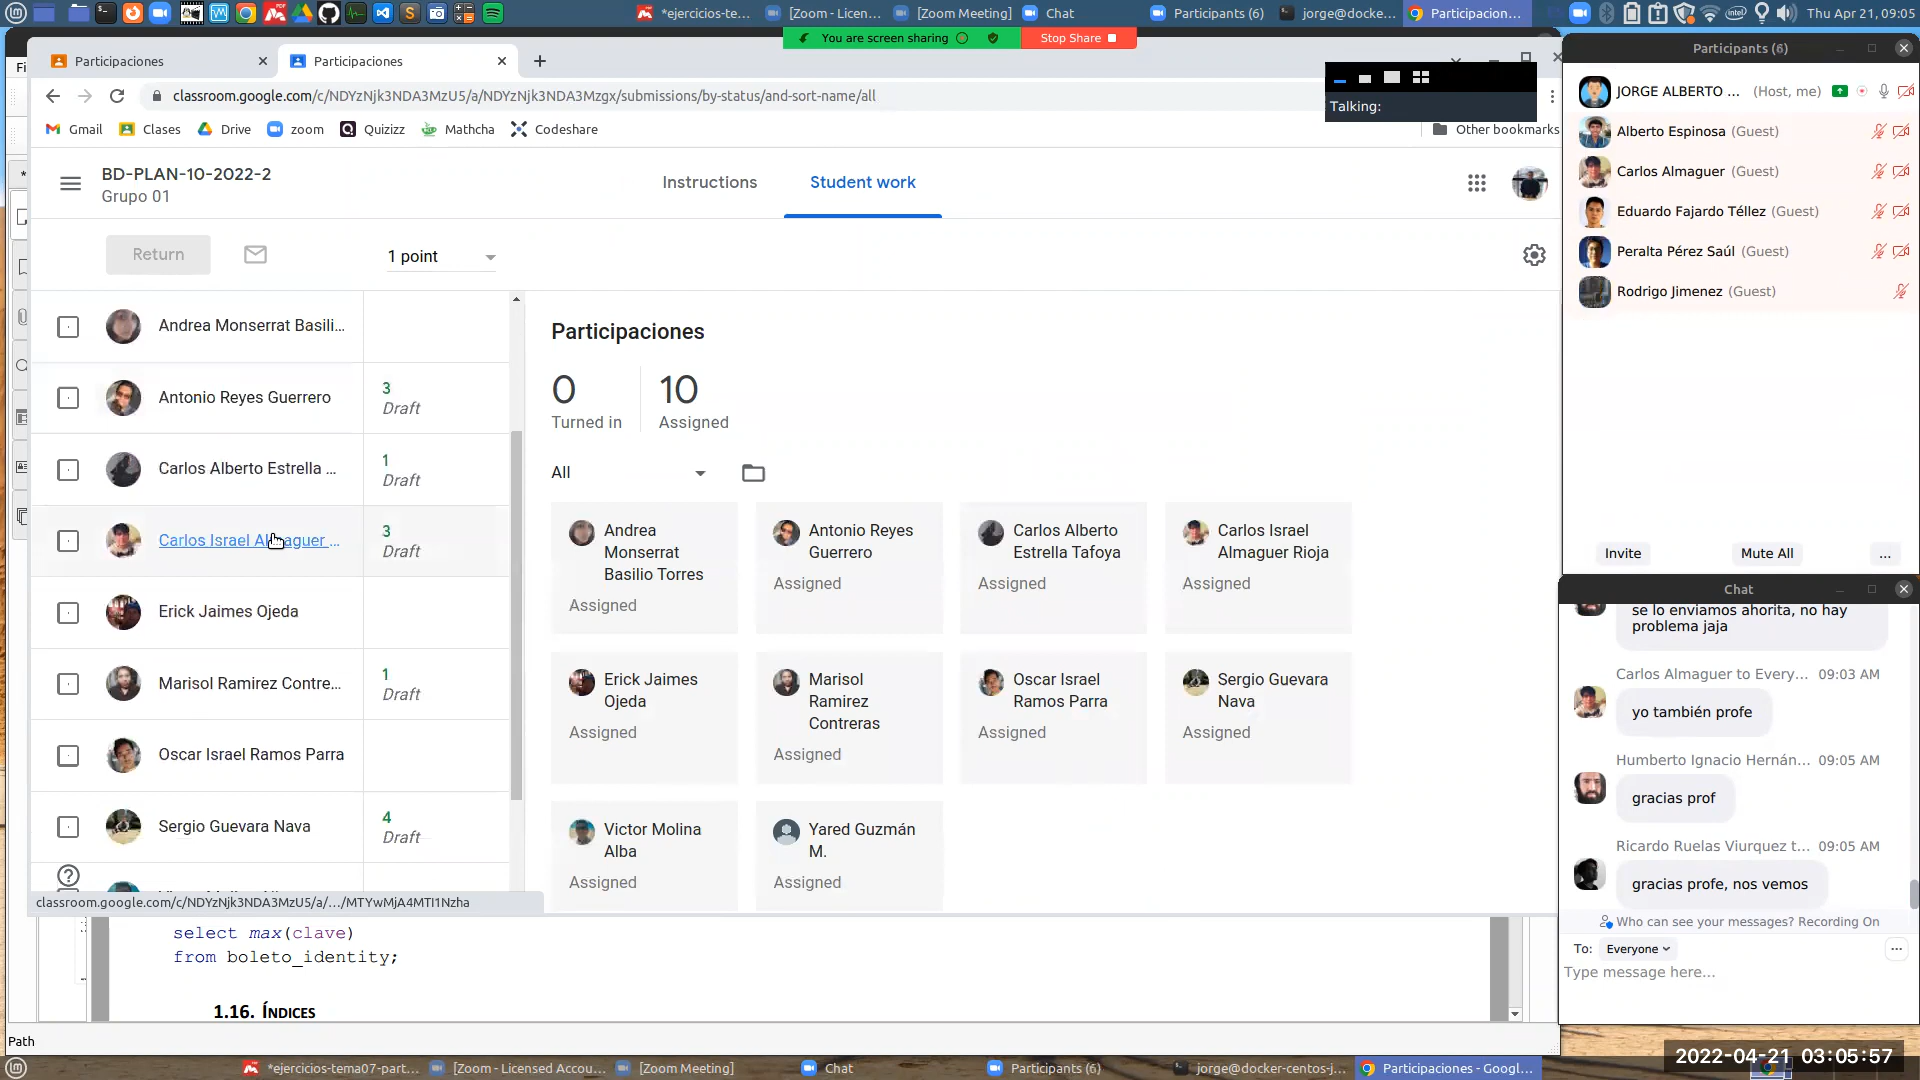 *ejercicios-te...
[Zoom - Licen...
[Zoom Meeting]
Chat
Participants (6)
jorge@docke...
Participacion...
Thu Apr 21, 09:05
You are screen sharing
Stop Share
Participaciones
Participaciones
classroom.google.com/c/NDYzNjk3NDA3MzU5/a/NDYzNjk3NDA3Mzgx/submissions/by-status/and-sort-name/all
Talking:
Gmail
Clases
Drive
zoom
Quizizz
Mathcha
Codeshare
Other bookmarks
BD-PLAN-10-2022-2
Grupo 01
Instructions
Student work
Return
1 point
Andrea Monserrat Basili...
Antonio Reyes Guerrero
3
Draft
Carlos Alberto Estrella ...
1
Draft
Carlos Israel Almaguer ...
3
Draft
Erick Jaimes Ojeda
Marisol Ramirez Contre...
1
Draft
Oscar Israel Ramos Parra
Sergio Guevara Nava
4
Draft
classroom.google.com/c/NDYzNjk3NDA3MzU5/a/.../MTYwMjA4MTI1Nzha
Participaciones
0
Turned in
10
Assigned
All
Andrea
Monserrat
Basilio Torres
Assigned
Antonio Reyes
Guerrero
Assigned
Carlos Alberto
Estrella Tafoya
Assigned
Carlos Israel
Almaguer Rioja
Assigned
Erick Jaimes
Ojeda
Assigned
Marisol
Ramirez
Contreras
Assigned
Oscar Israel
Ramos Parra
Assigned
Sergio Guevara
Nava
Assigned
Victor Molina
Alba
Assigned
Yared Guzmán
M.
Assigned
select max(clave)
from boleto_identity;
1.16. ÍNDICES
Path
Participants (6)
JORGE ALBERTO ... (Host, me)
Alberto Espinosa (Guest)
Carlos Almaguer (Guest)
Eduardo Fajardo Téllez (Guest)
Peralta Pérez Saúl (Guest)
Rodrigo Jimenez (Guest)
Invite
Mute All
...
Chat
se lo enviamos ahorita, no hay
problema jaja
Carlos Almaguer to Every... 09:03 AM
yo también profe
Humberto Ignacio Hernán... 09:05 AM
gracias prof
Ricardo Ruelas Viurquez t... 09:05 AM
gracias profe, nos vemos
Who can see your messages? Recording On
To: Everyone
Type message here...
*ejercicios-tema07-part...
[Zoom - Licensed Accou...
[Zoom Meeting]
Chat
Participants (6)
jorge@docker-centos-j...
Participaciones - Googl...
2022-04-21 03:05:57